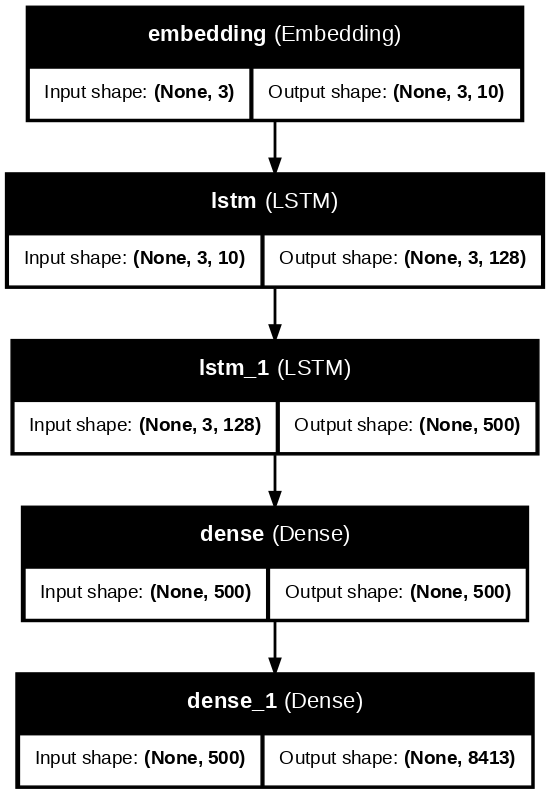 embedding (Embedding)
Input shape: (None, 3) Output shape: (None, 3, 10)
lstm (LSTM)
Input shape: (None, 3, 10) Output shape: (None, 3, 128)
lstm_1 (LSTM)
Input shape: (None, 3, 128) Output shape: (None, 500)
dense (Dense)
Input shape: (None, 500) Output shape: (None, 500)
dense_1 (Dense)
Input shape: (None, 500) Output shape: (None, 8413)